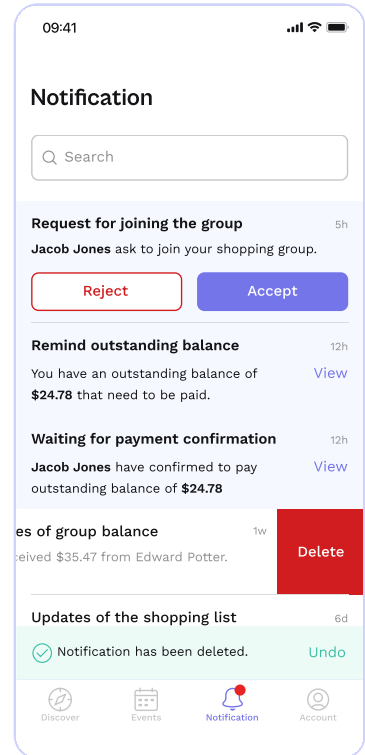 09:41
Notification
Search
Request for joining the group 5h
Jacob Jones ask to join your shopping group.
Reject Accept
Remind outstanding balance 12h
You have an outstanding balance of View
$24.78 that need to be paid.
Waiting for payment confirmation 12h
Jacob Jones have confirmed to pay View
outstanding balance of $24.78
es of group balance 1w
ceived $35.47 from Edward Potter. Delete
Updates of the shopping list 6d
Notification has been deleted. Undo
Discover Events Notification Account